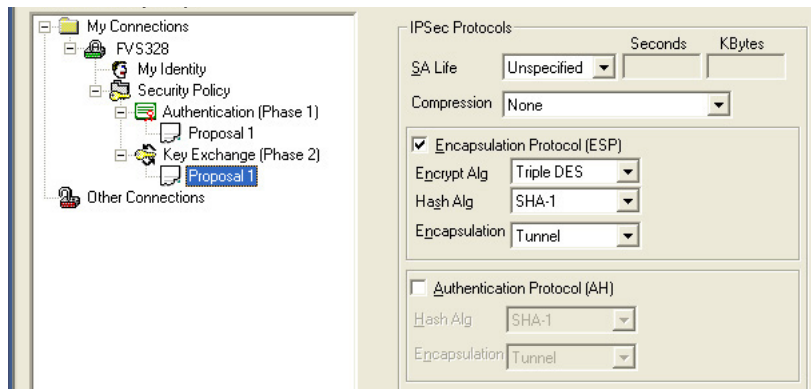 My Connections
FVS328
My Identity
Security Policy
Authentication (Phase 1)
Proposal 1
Key Exchange (Phase 2)
Proposal 1
Other Connections
IPSec Protocols
Seconds KBytes
SA Life Unspecified
Compression None
Encapsulation Protocol (ESP)
Encrypt Alg Triple DES
Hash Alg SHA-1
Encapsulation Tunnel
Authentication Protocol (AH)
Hash Alg SHA-1
Encapsulation Tunnel